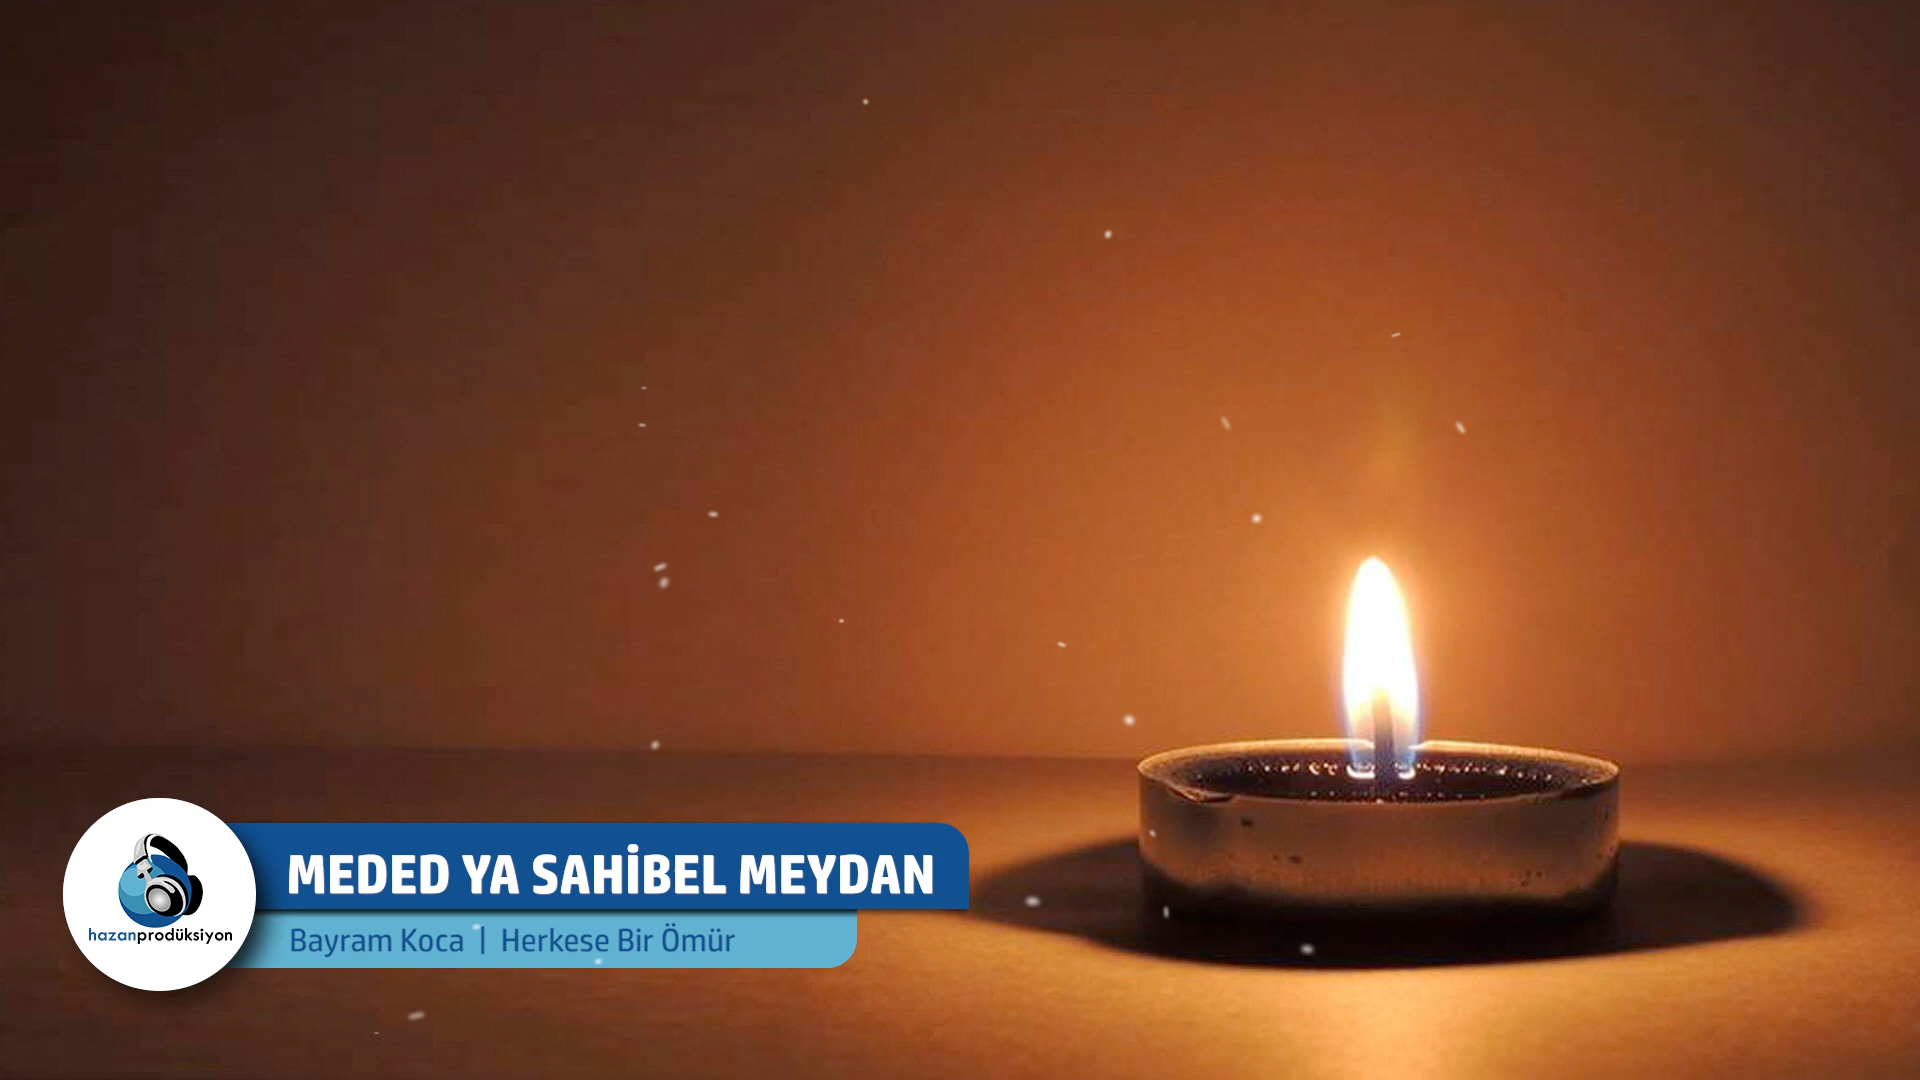 MEDED YA SAHİBEL MEYDAN
Bayram Koca | Herkese Bir Ömür
hazanprodüksiyon